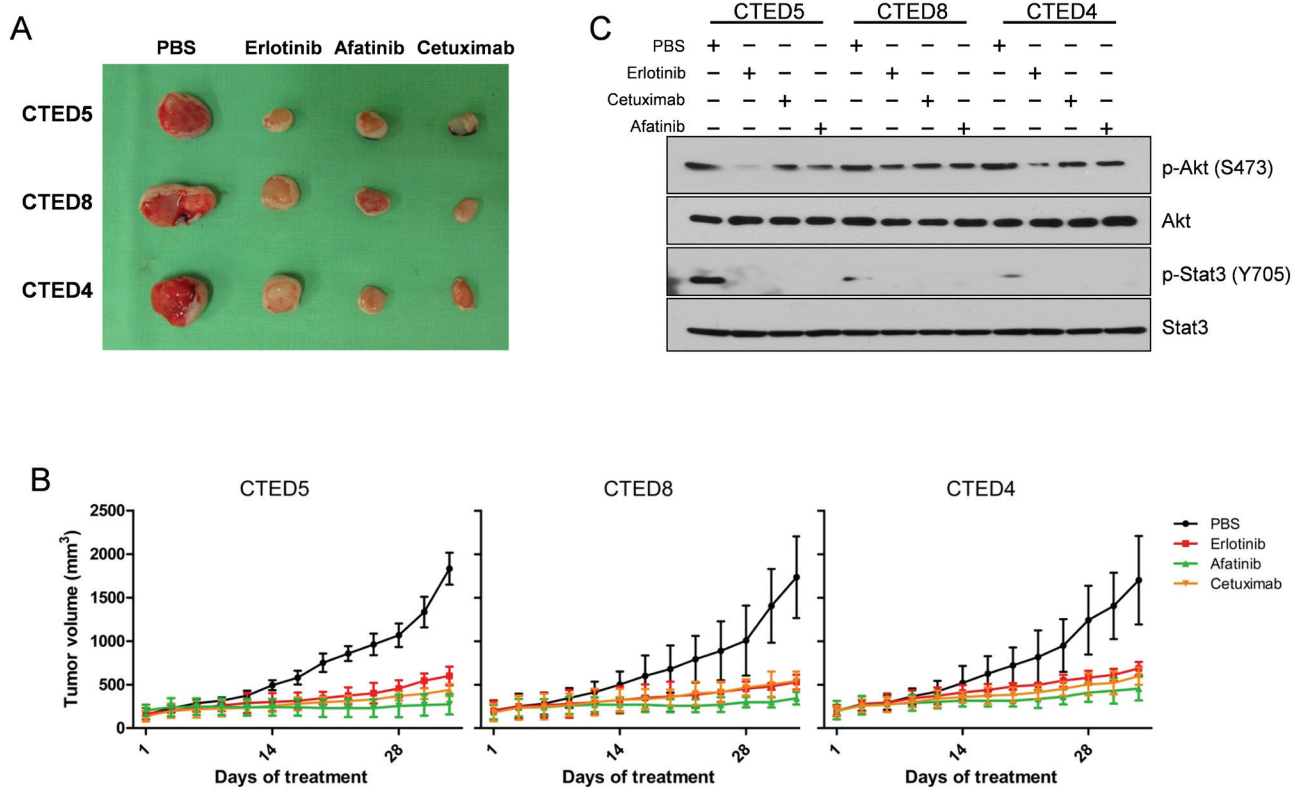 A
PBS Erlotinib Afatinib Cetuximab
CTED5
CTED8
CTED4
C
CTED5 CTED8 CTED4
PBS + − − − + − − − + − − −
Erlotinib − + − − − + − − − + − −
Cetuximab − − + − − − + − − − + −
Afatinib − − − + − − − + − − − +
p-Akt (S473)
Akt
p-Stat3 (Y705)
Stat3
B
CTED5 CTED8 CTED4
Tumor volume (mm³)
2500
2000
1500
1000
500
0
1 14 28
Days of treatment
1 14 28
Days of treatment
1 14 28
Days of treatment
PBS
Erlotinib
Afatinib
Cetuximab